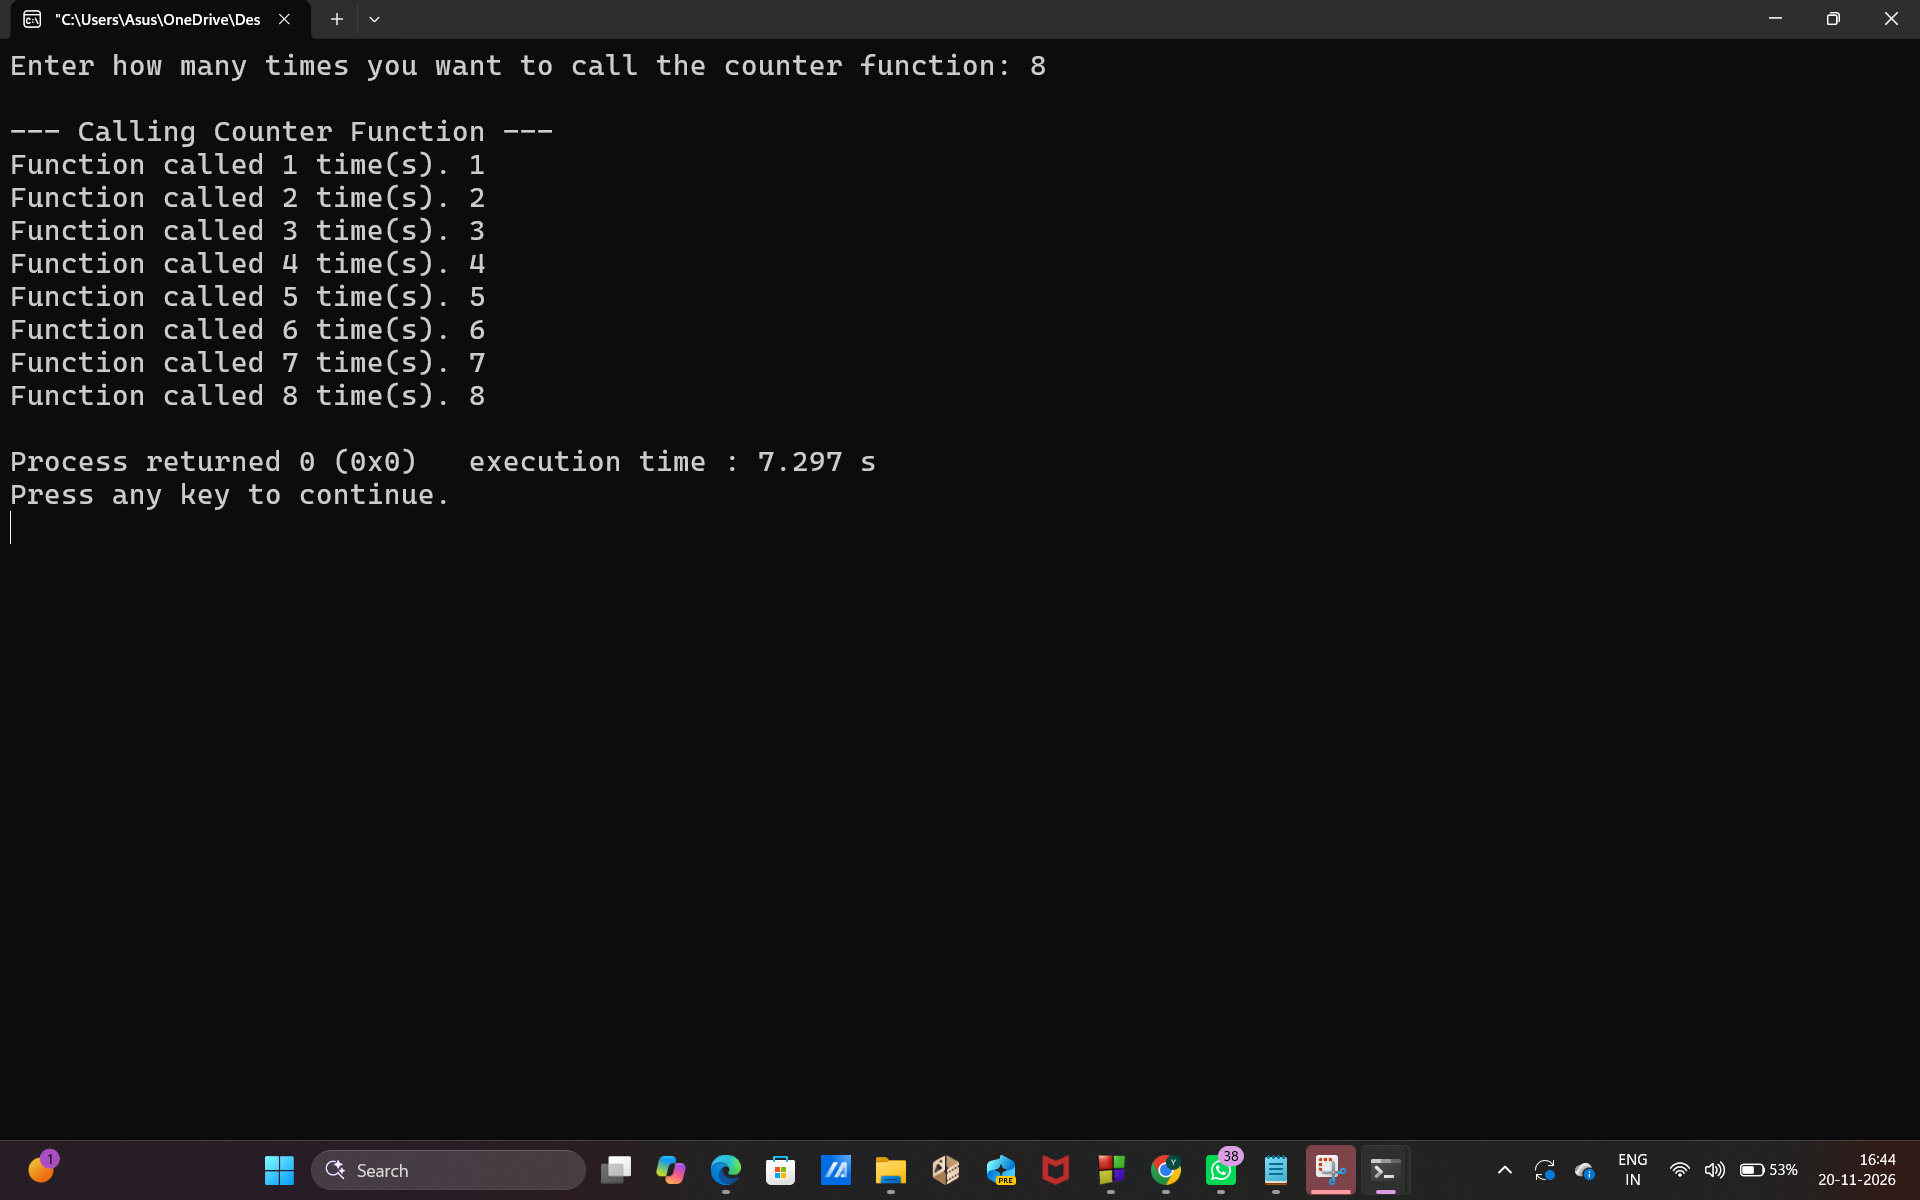 "C:\Users\Asus\OneDrive\Des
Enter how many times you want to call the counter function: 8
--- Calling Counter Function ---
Function called 1 time(s). 1
Function called 2 time(s). 2
Function called 3 time(s). 3
Function called 4 time(s). 4
Function called 5 time(s). 5
Function called 6 time(s). 6
Function called 7 time(s). 7
Function called 8 time(s). 8
Process returned 0 (0x0)   execution time : 7.297 s
Press any key to continue.
1
Search
PRE
Y
38
ENG
IN
53%
16:44
20-11-2026